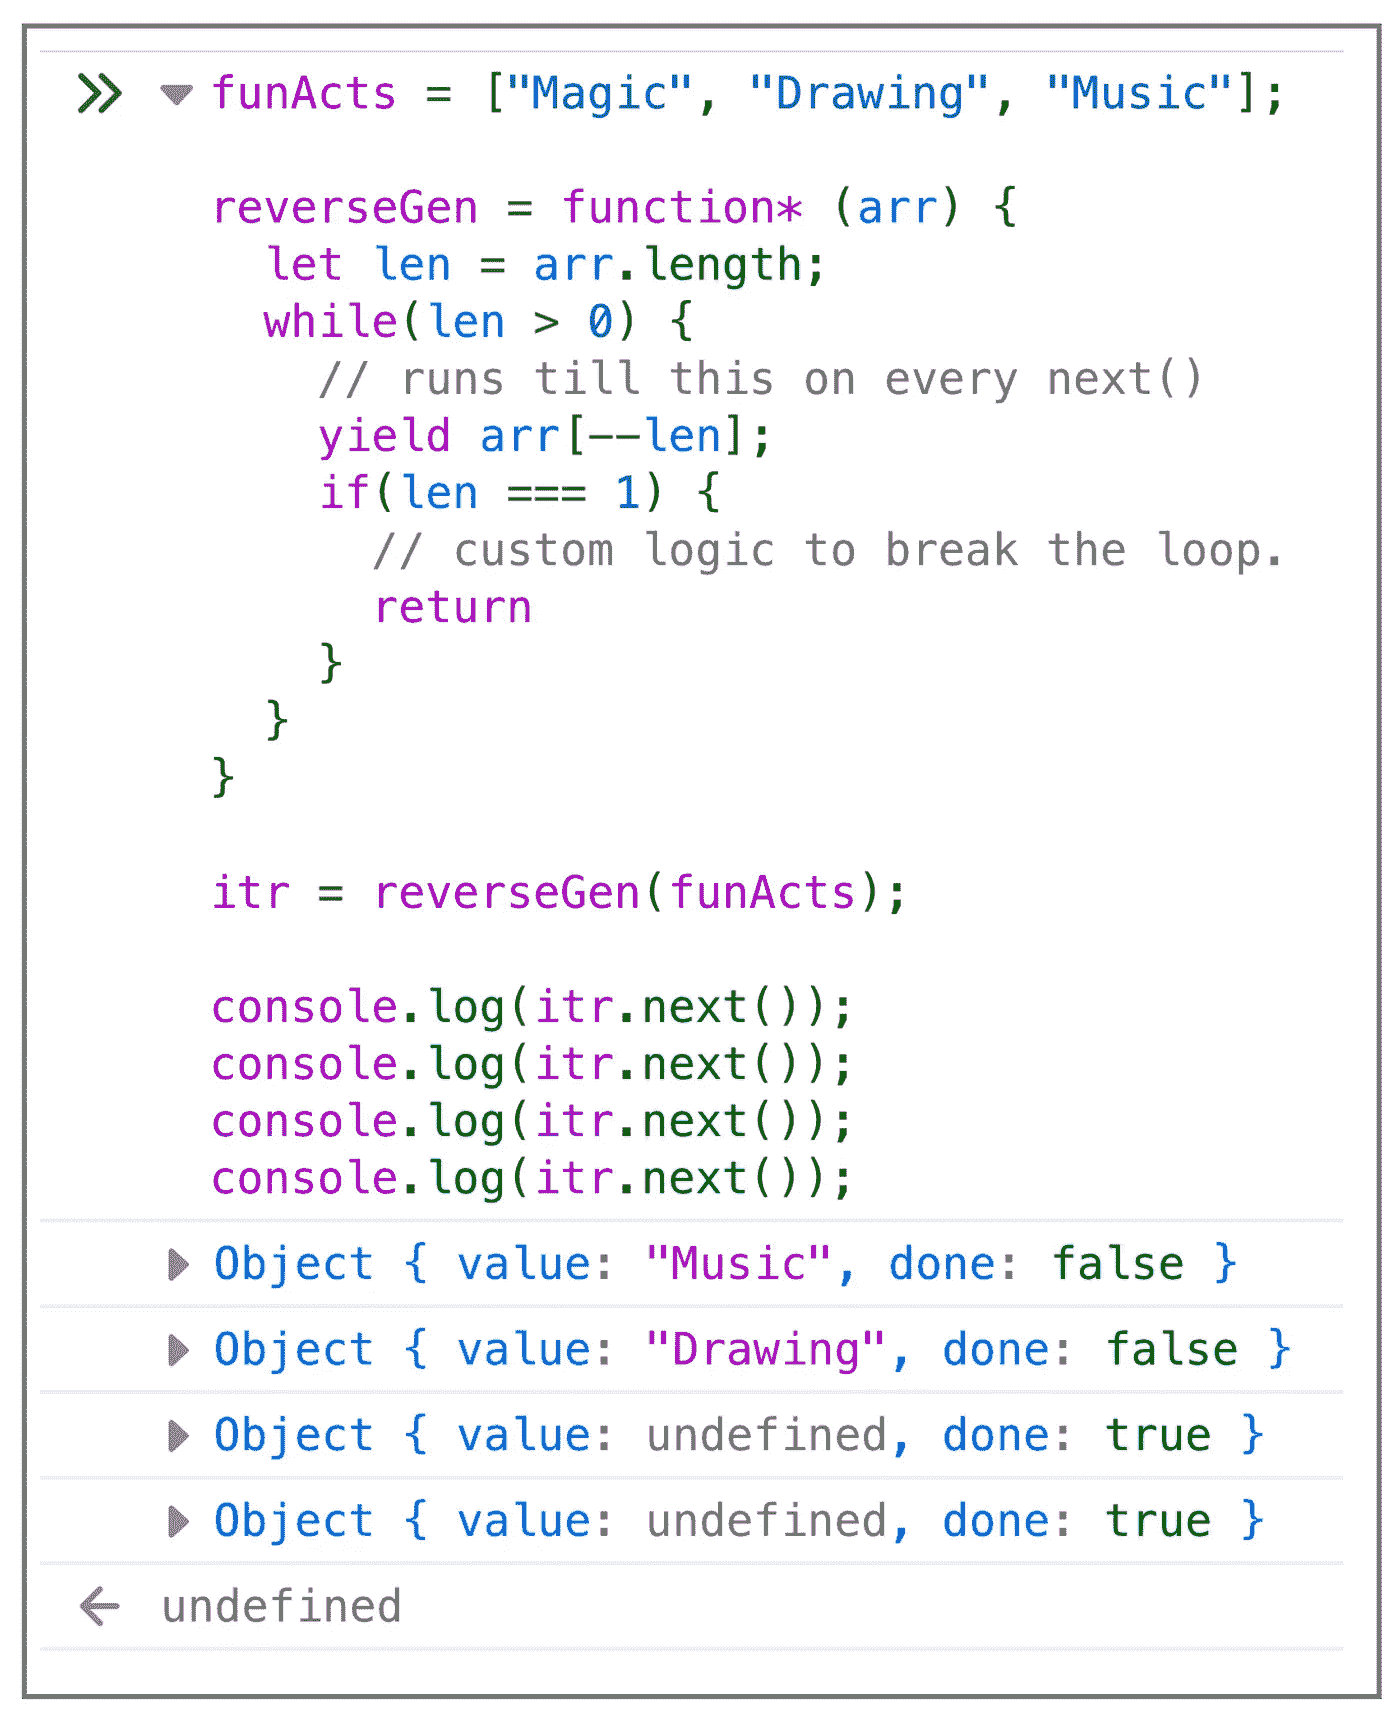 funActs = ["Magic", "Drawing", "Music"];
reverseGen = function* (arr) {
let len = arr.length;
while(len > 0) {
// runs till this on every next()
yield arr[--len];
if(len === 1) {
// custom logic to break the loop.
return
}
}
}
itr = reverseGen(funActs);
console.log(itr.next());
console.log(itr.next());
console.log(itr.next());
console.log(itr.next());
Object { value: "Music", done: false }
Object { value: "Drawing", done: false }
Object { value: undefined, done: true }
Object { value: undefined, done: true }
undefined